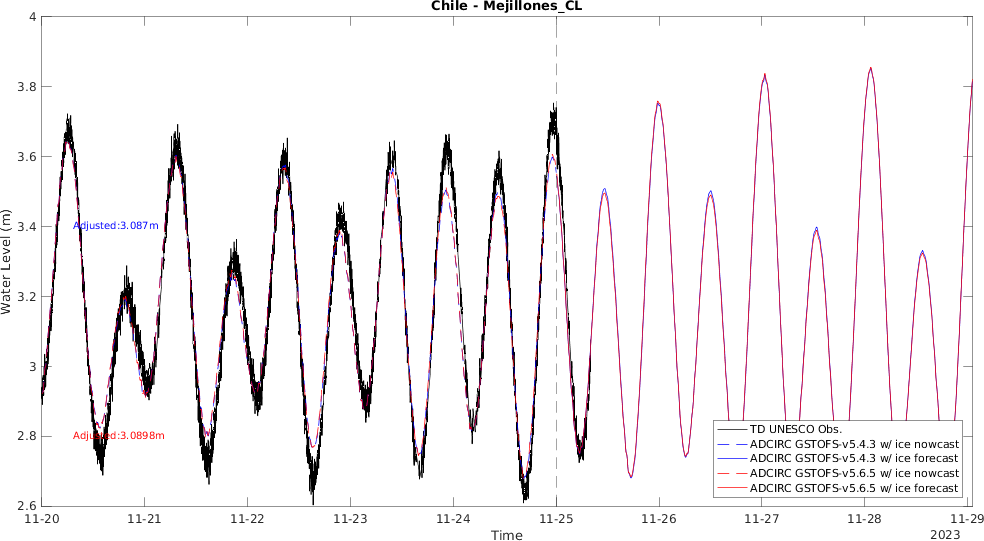 Chile - Mejillones_CL
4
3.8
3.6
3.4
3.2
3
2.8
2.6
Water Level (m)
Adjusted:3.087m
Adjusted:3.0898m
TD UNESCO Obs.
ADCIRC GSTOFS-v5.4.3 w/ ice nowcast
ADCIRC GSTOFS-v5.4.3 w/ ice forecast
ADCIRC GSTOFS-v5.6.5 w/ ice nowcast
ADCIRC GSTOFS-v5.6.5 w/ ice forecast
11-20 11-21 11-22 11-23 11-24 11-25 11-26 11-27 11-28 11-29
Time
2023